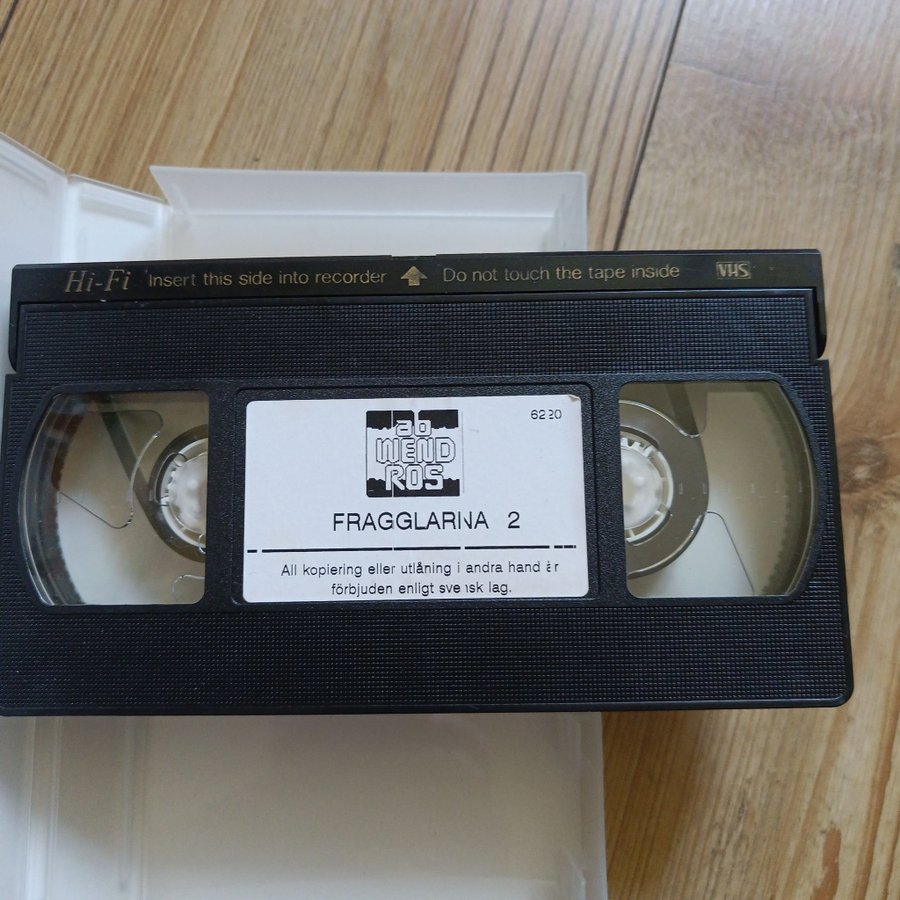 Hi-Fi Insert this side into recorder Do not touch the tape inside VHS
6220
ab
WEND
ROS
FRAGGLARNA 2
All kopiering eller utlåning i andra hand är
förbjuden enligt svensk lag.